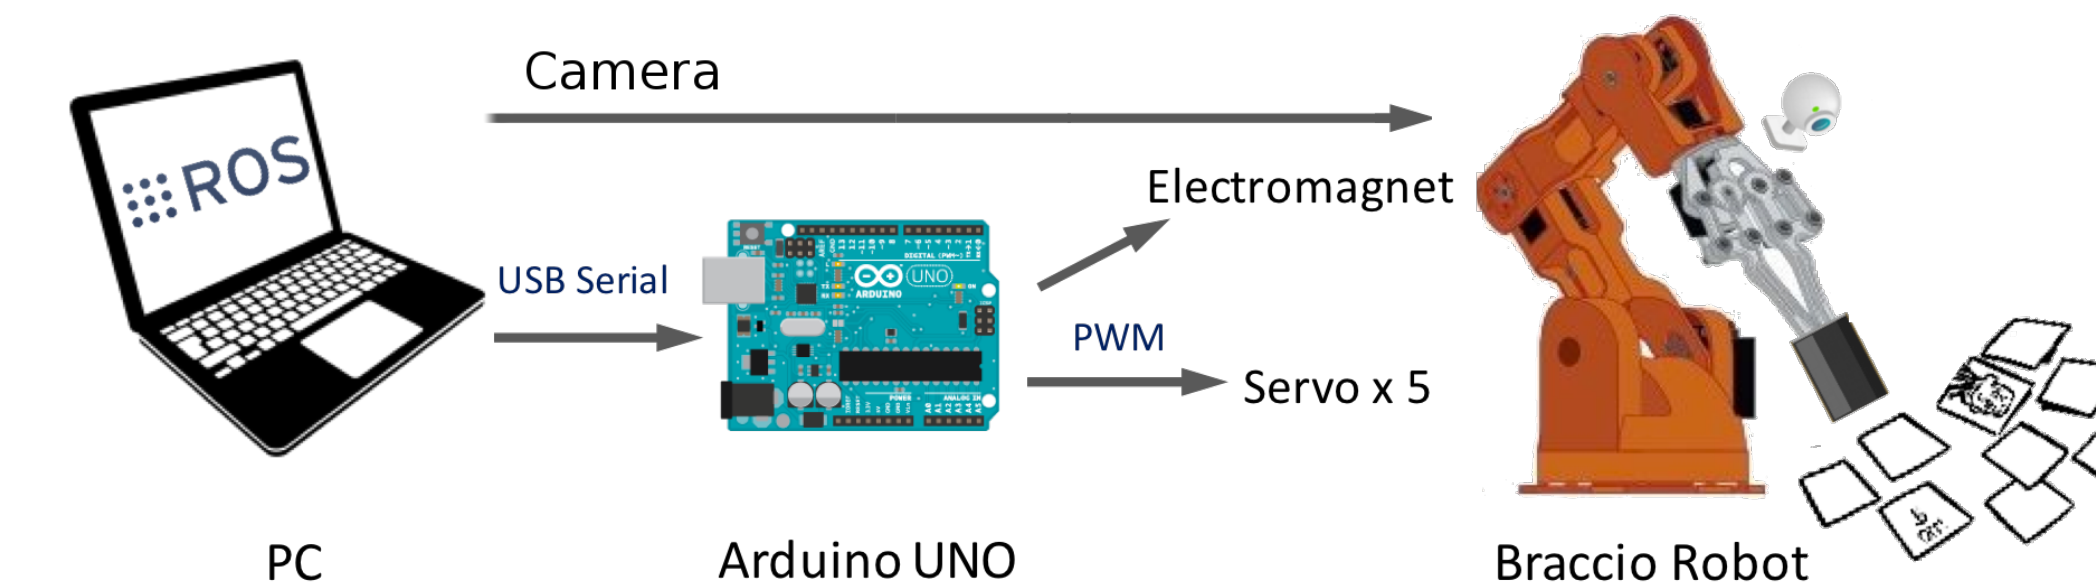 Camera
ROS
Electromagnet
USB Serial
UNO
ARDUINO
PWM
Servo x 5
PC
Arduino UNO
Braccio Robot